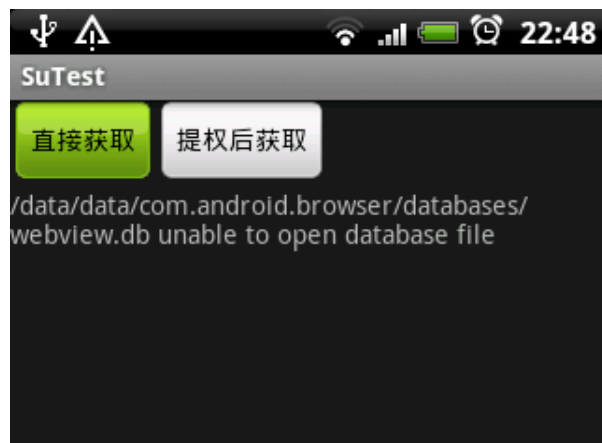 22:48
SuTest
直接获取 提权后获取
/data/data/com.android.browser/databases/
webview.db unable to open database file